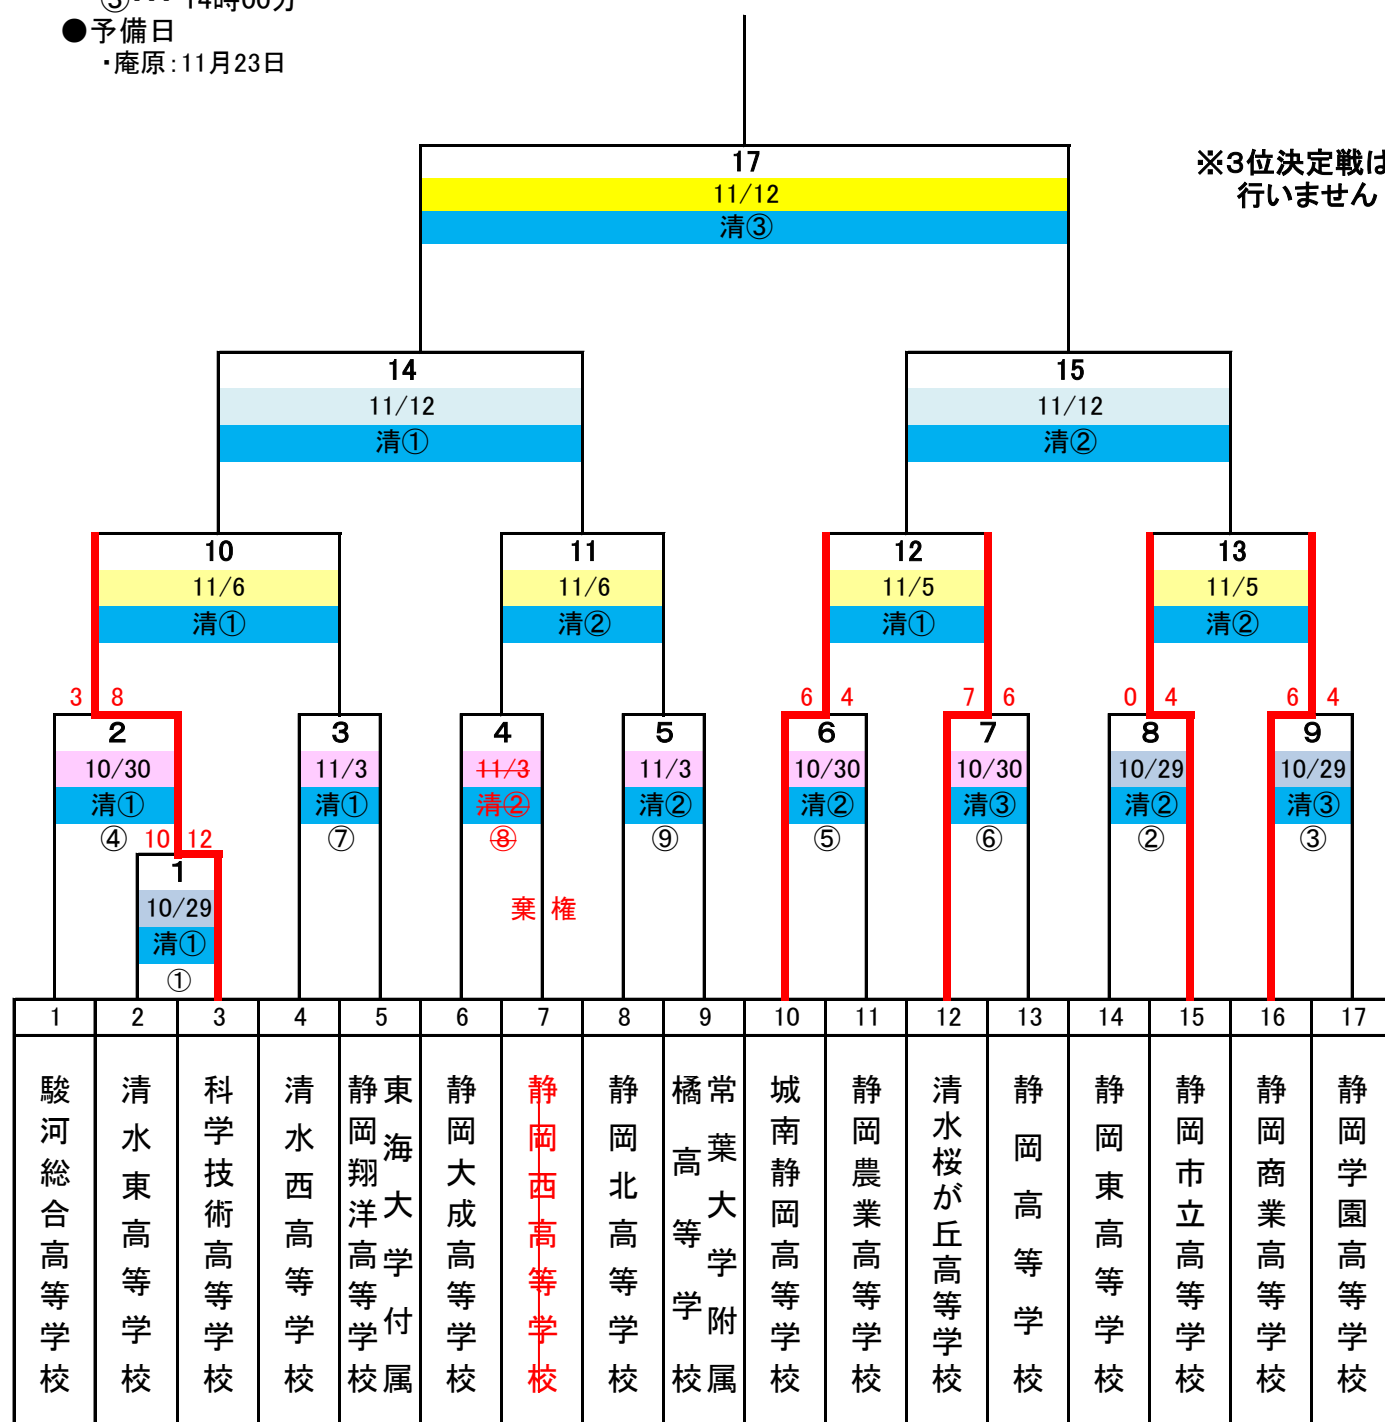 ③・・・ 14時00分
●予備日
・庵原：11月23日
※3位決定戦は
行いません
17
11/12
清③
14
11/12
清①
15
11/12
清②
10
11/6
清①
11
11/6
清②
12
11/5
清①
13
11/5
清②
3 8
6 4
7 6
0 4
6 4
2
10/30
清①
④
3
11/3
清①
⑦
4
11/3
清②
⑧
5
11/3
清②
⑨
6
10/30
清②
⑤
7
10/30
清③
⑥
8
10/29
清②
②
9
10/29
清③
③
10 12
1
10/29
清①
①
棄権
1 2 3 4 5 6 7 8 9 10 11 12 13 14 15 16 17
駿河総合高等学校
清水東高等学校
科学技術高等学校
清水西高等学校
東海大学付属
静岡翔洋高等学校
静岡大成高等学校
静岡西高等学校
静岡北高等学校
常葉大学附属
橘高等学校
城南静岡高等学校
静岡農業高等学校
清水桜が丘高等学校
静岡高等学校
静岡東高等学校
静岡市立高等学校
静岡商業高等学校
静岡学園高等学校